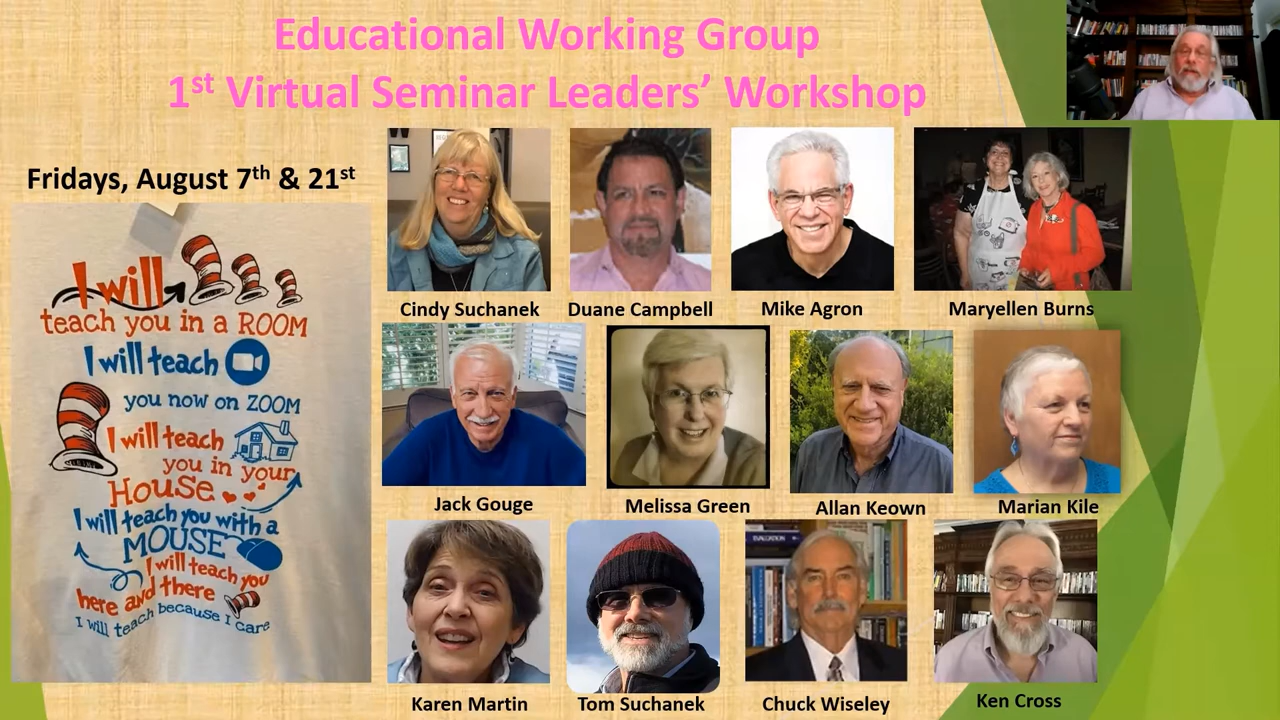 Educational Working Group
1st Virtual Seminar Leaders’ Workshop
Fridays, August 7th & 21st
I will
teach you in a ROOM
I will teach
you now on ZOOM
I will teach
you in your
HOUSE
I will teach you with a
MOUSE
I will teach you
here and there
I will teach because I care
Cindy Suchanek
Duane Campbell
Mike Agron
Maryellen Burns
Jack Gouge
Melissa Green
Allan Keown
Marian Kile
EVALUATION
Karen Martin
Tom Suchanek
Chuck Wiseley
Ken Cross